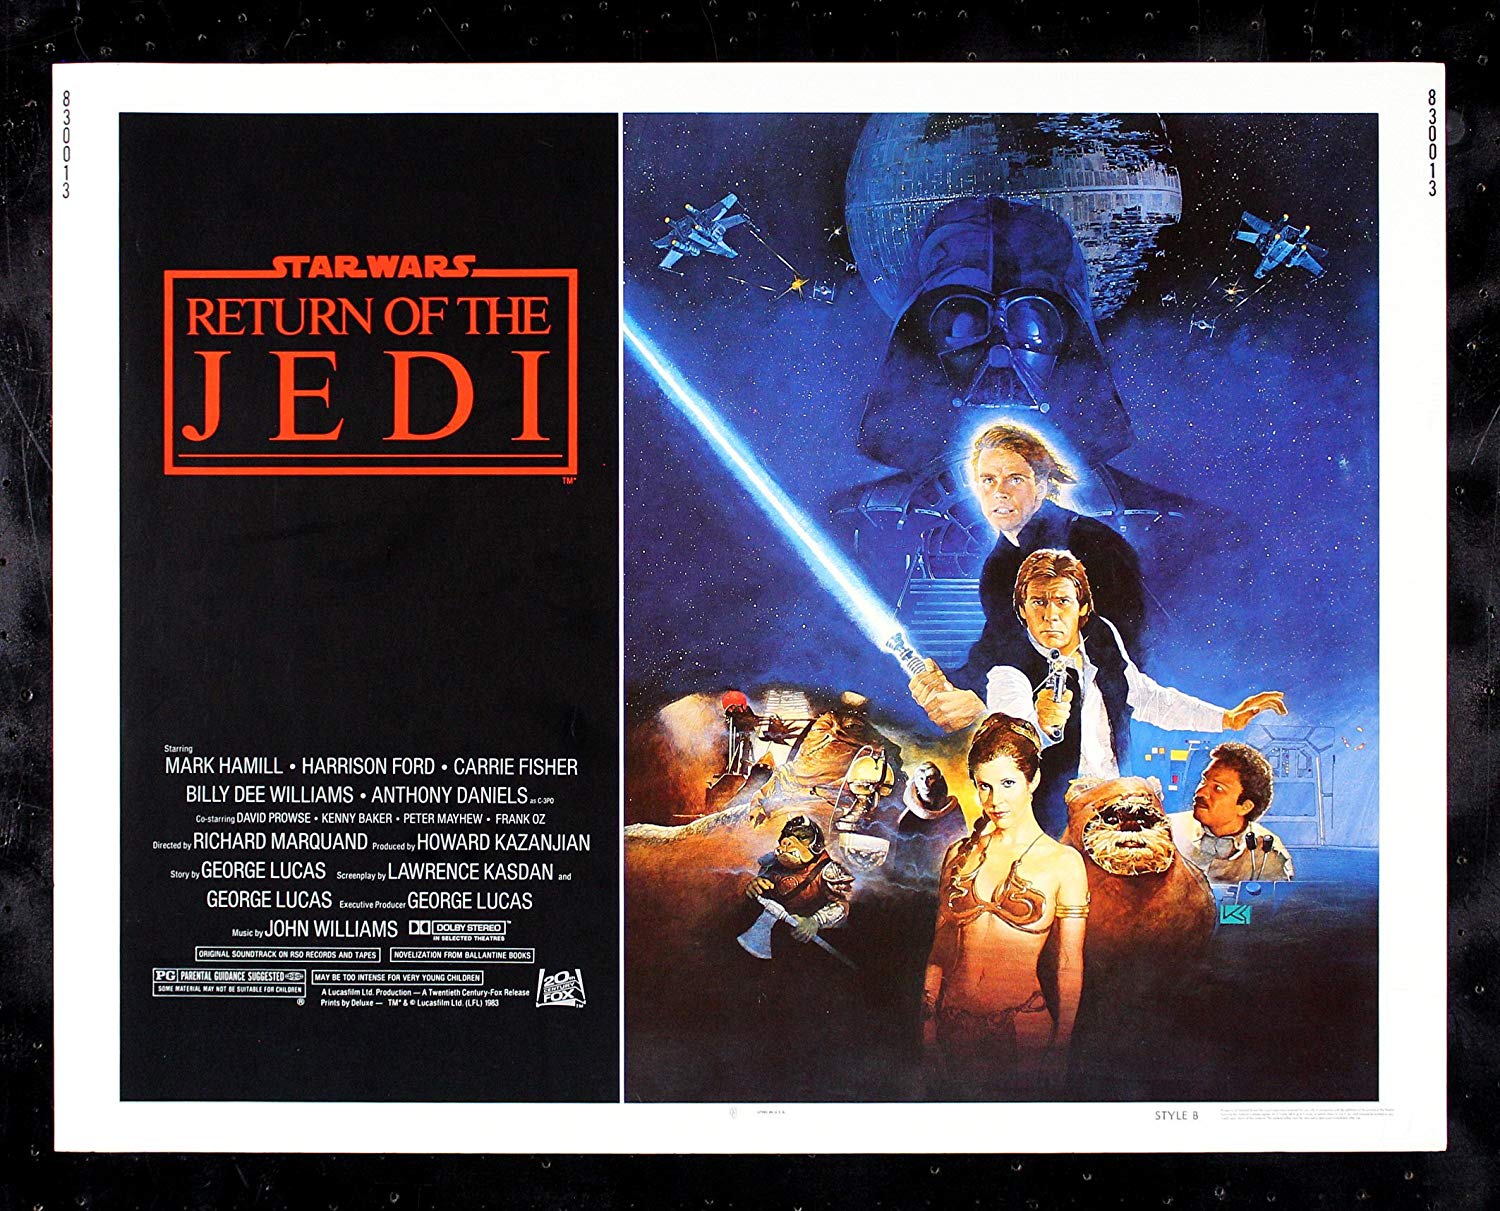 830013
830013
STAR WARS
RETURN OF THE
JEDI
TM*
Starring
MARK HAMILL • HARRISON FORD • CARRIE FISHER
BILLY DEE WILLIAMS • ANTHONY DANIELS as C-3PO
Co-starring DAVID PROWSE • KENNY BAKER • PETER MAYHEW • FRANK OZ
Directed by RICHARD MARQUAND Produced by HOWARD KAZANJIAN
Story by GEORGE LUCAS Screenplay by LAWRENCE KASDAN and
GEORGE LUCAS Executive Producer GEORGE LUCAS
Music by JOHN WILLIAMS DOLBY STEREO™
IN SELECTED THEATRES
ORIGINAL SOUNDTRACK ON RSO RECORDS AND TAPES NOVELIZATION FROM BALLANTINE BOOKS
PG PARENTAL GUIDANCE SUGGESTED MAY BE TOO INTENSE FOR VERY YOUNG CHILDREN
SOME MATERIAL MAY NOT BE SUITABLE FOR CHILDREN
®
A Lucasfilm Ltd. Production — A Twentieth Century-Fox Release
Prints by Deluxe — TM* & © Lucasfilm Ltd. (LFL) 1983
20th
CENTURY
FOX
TM
STYLE B